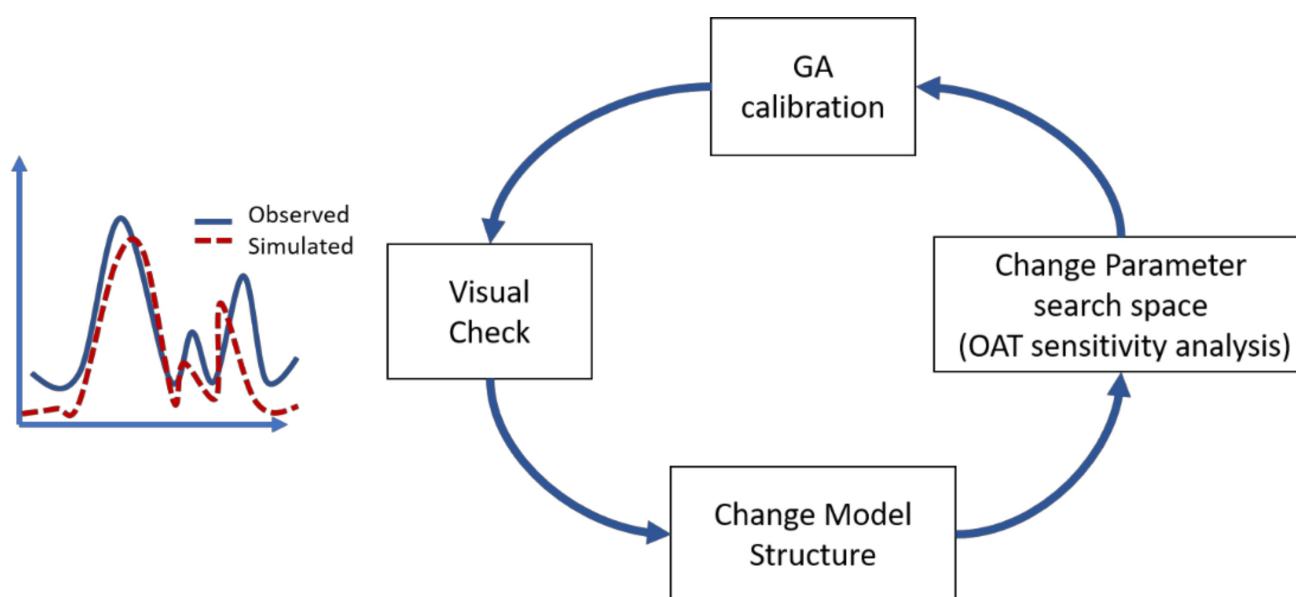 GA
calibration
Observed
Simulated
Visual
Check
Change Parameter
search space
(OAT sensitivity analysis)
Change Model
Structure